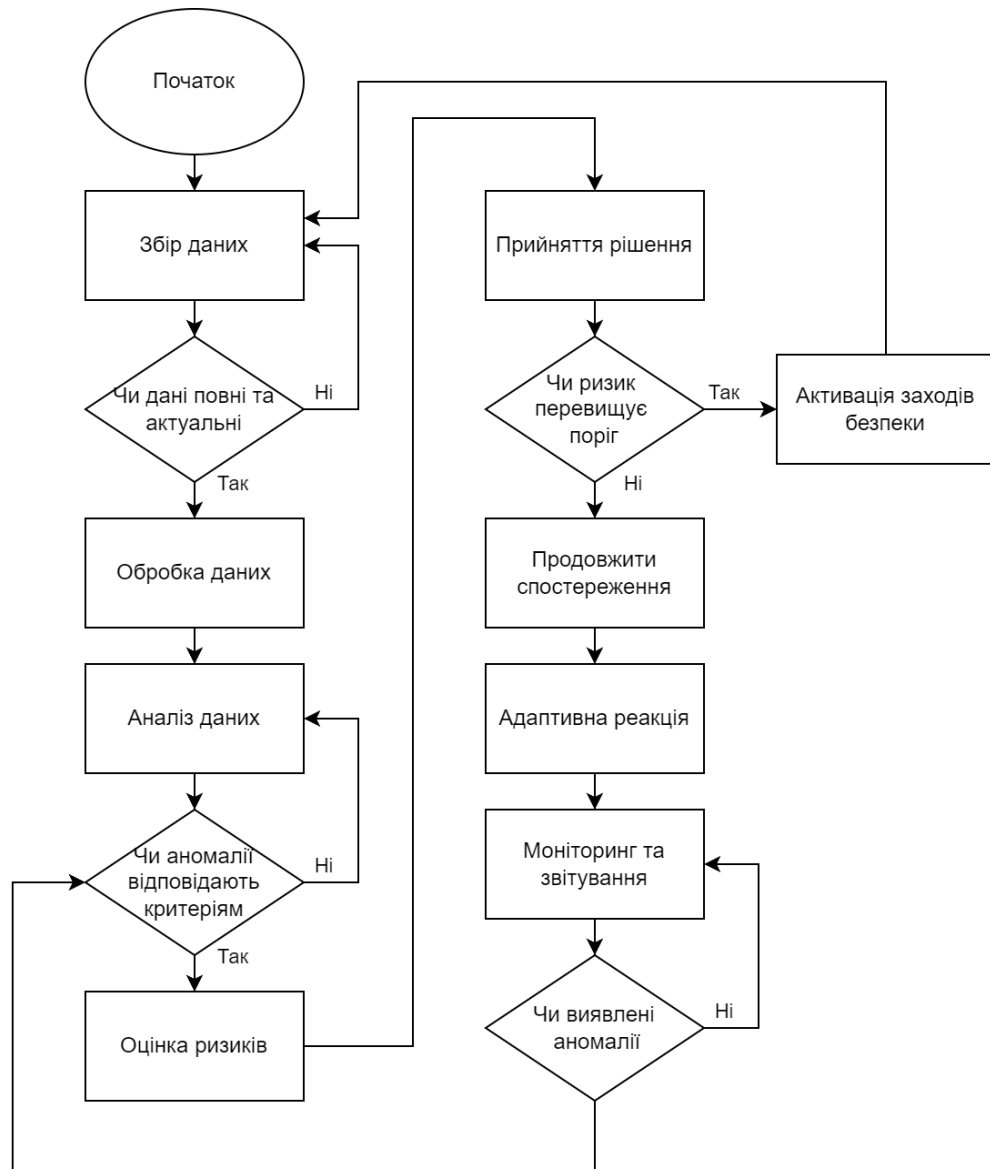 Початок
Збір даних
Чи дані повні та
актуальні
Ні
Так
Обробка даних
Аналіз даних
Чи аномалії
відповідають
критеріям
Ні
Так
Оцінка ризиків
Прийняття рішення
Чи ризик
перевищує
поріг
Так
Активація заходів
безпеки
Ні
Продовжити
спостереження
Адаптивна реакція
Моніторинг та
звітування
Чи виявлені
аномалії
Ні